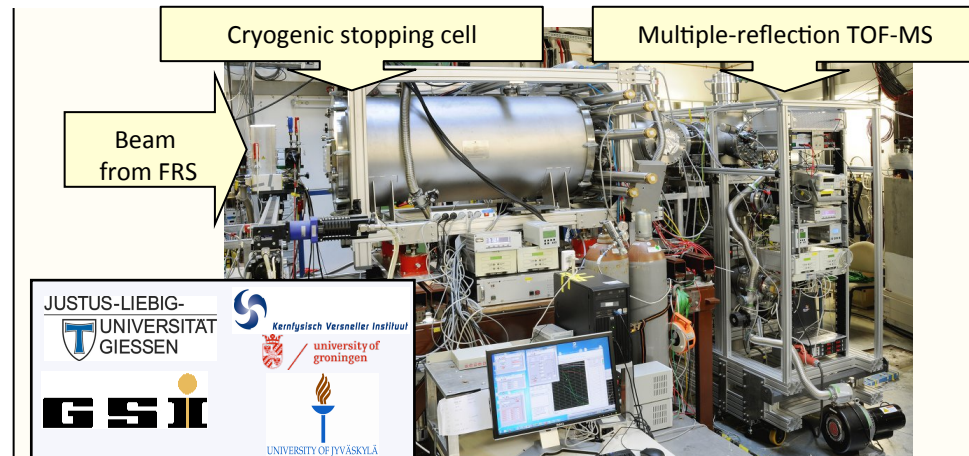 Cryogenic stopping cell
Multiple-reflection TOF-MS
Beam
from FRS
JUSTUS-LIEBIG-
UNIVERSITÄT
GIESSEN
Kernfysisch Versneller Instituut
university of
groningen
GSI
UNIVERSITY OF JYVÄSKYLÄ